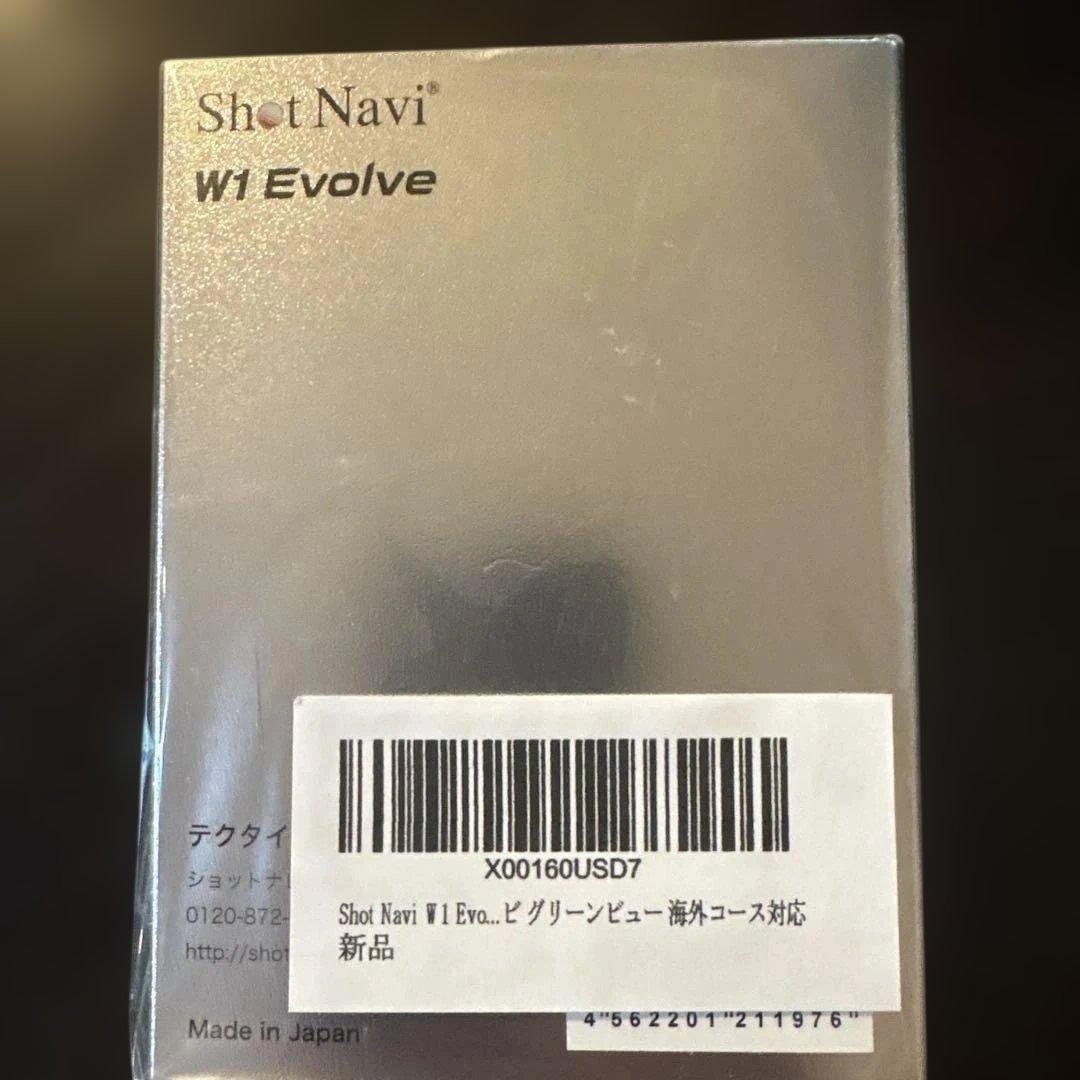 Shot Navi®
W1 Evolve
テクタイ
ショットナ
0120-872-
http://shot
Made in Japan
X00160USD7
Shot Navi W1 Evo...ビ グリーンビュー 海外コース対応
新品
4"562201"211976"